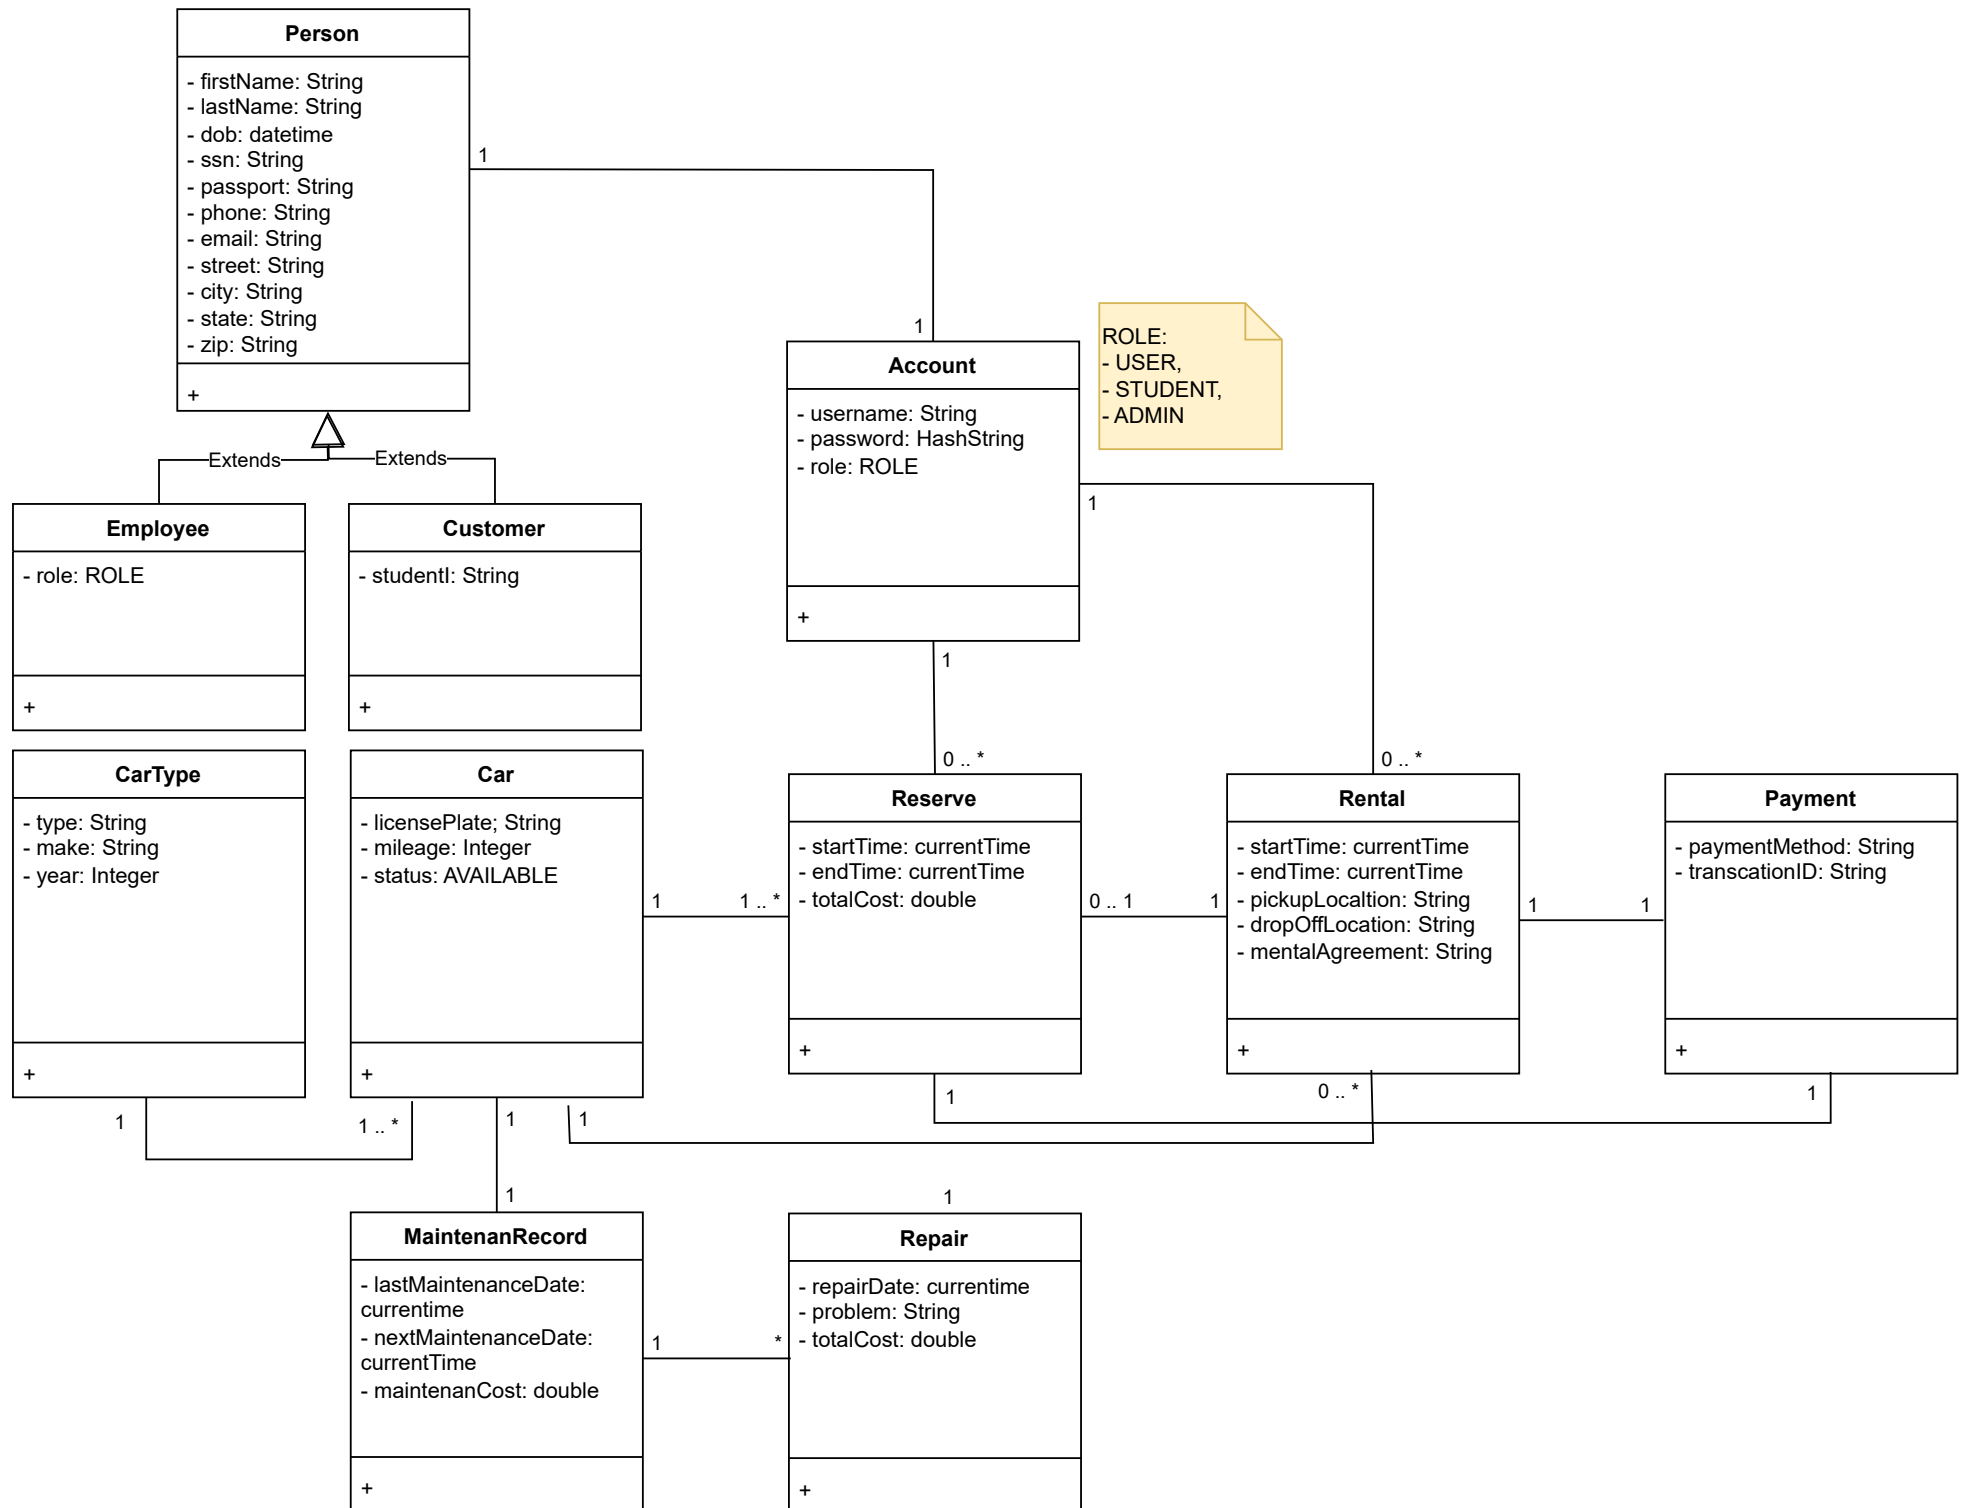 Person
- firstName: String
- lastName: String
- dob: datetime
- ssn: String
- passport: String
- phone: String
- email: String
- street: String
- city: String
- state: String
- zip: String
+
1
1
Extends
Extends
Account
- username: String
- password: HashString
- role: ROLE
+
ROLE:
- USER,
- STUDENT,
- ADMIN
1
1
0 .. *
0 .. *
Employee
- role: ROLE
+
Customer
- studentI: String
+
CarType
- type: String
- make: String
- year: Integer
+
Car
- licensePlate; String
- mileage: Integer
- status: AVAILABLE
+
1
1 .. *
Reserve
- startTime: currentTime
- endTime: currentTime
- totalCost: double
+
0 .. 1
1
Rental
- startTime: currentTime
- endTime: currentTime
- pickupLocaltion: String
- dropOffLocation: String
- mentalAgreement: String
+
1
1
Payment
- paymentMethod: String
- transcationID: String
+
1
1 .. *
1
1
1
0 .. *
1
1
1
MaintenanRecord
- lastMaintenanceDate:
currentime
- nextMaintenanceDate:
currentTime
- maintenanCost: double
+
1
*
Repair
- repairDate: currentime
- problem: String
- totalCost: double
+